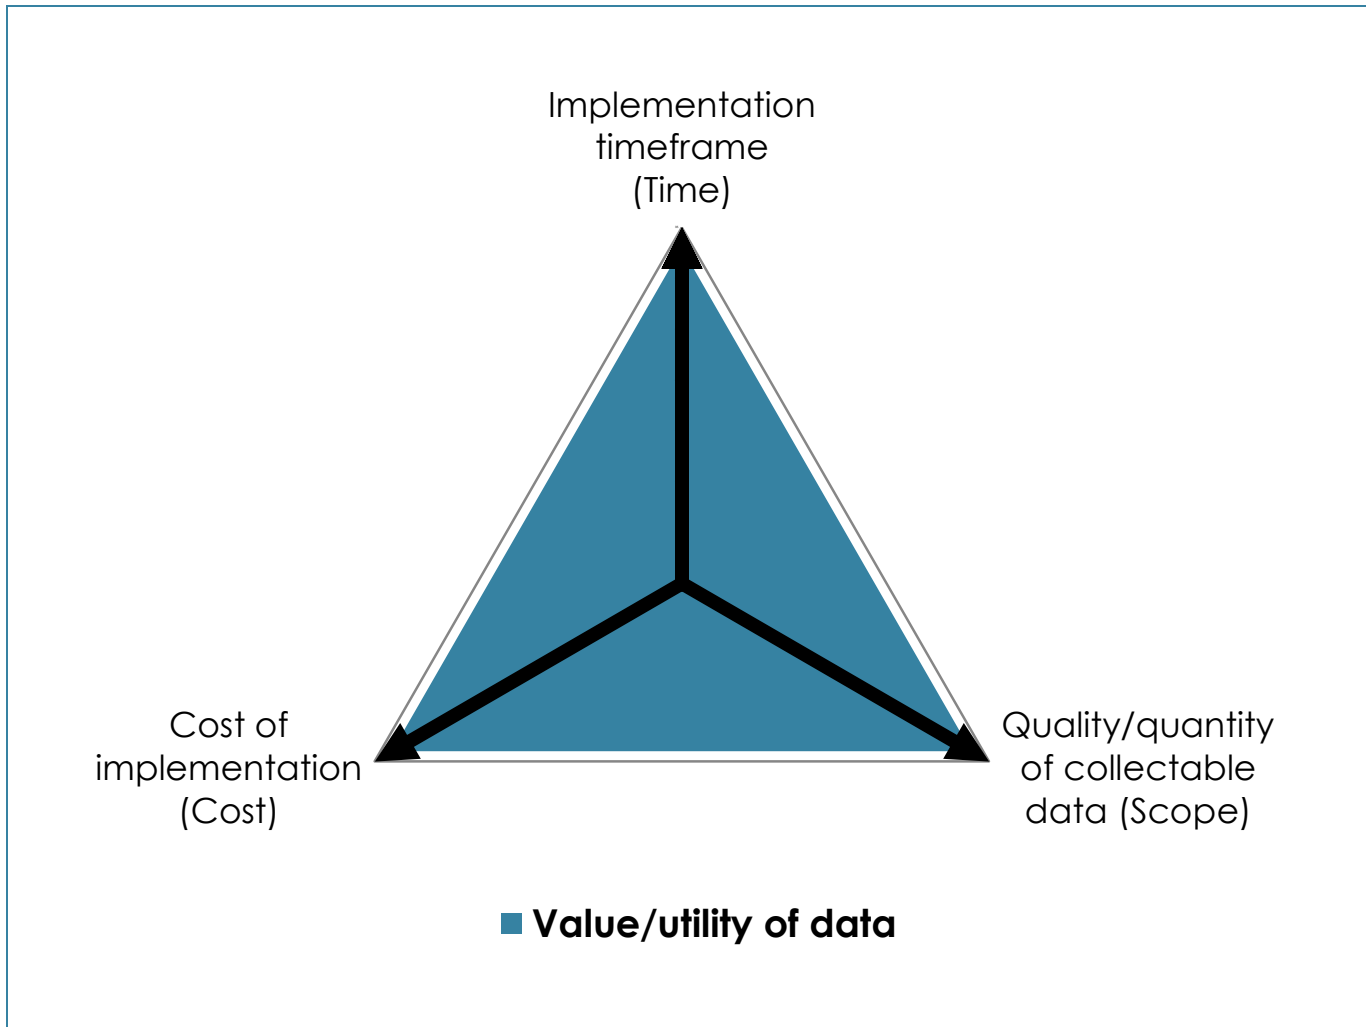 Implementation
timeframe
(Time)
Cost of
implementation
(Cost)
Quality/quantity
of collectable
data (Scope)
Value/utility of data